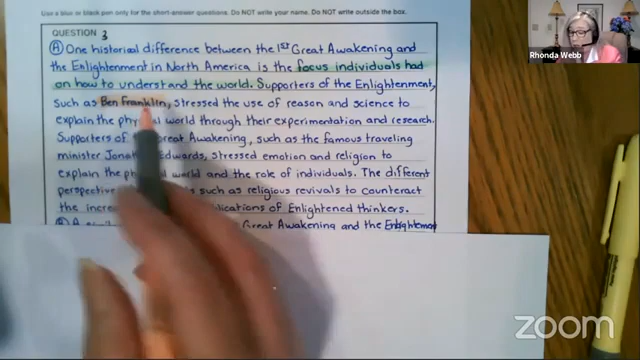 Use a blue or black pen only for the short-answer questions. Do NOT write your name. Do NOT write outside the box.
QUESTION 3
(A) One historical difference between the 1st Great Awakening and
the Enlightenment in North America is the focus individuals had
on how to understand the world. Supporters of the Enlightenment,
such as Ben Franklin, stressed the use of reason and science to
explain the physical world through their experimentation and research.
Supporters of Great Awakening, such as the famous traveling
minister Jonathan Edwards, stressed emotion and religion to
explain the world and the role of individuals. The different
such as religious revivals to counteract
the of Enlightened thinkers.
Great Awakening and the Enlightenment
Rhonda Webb
zoom